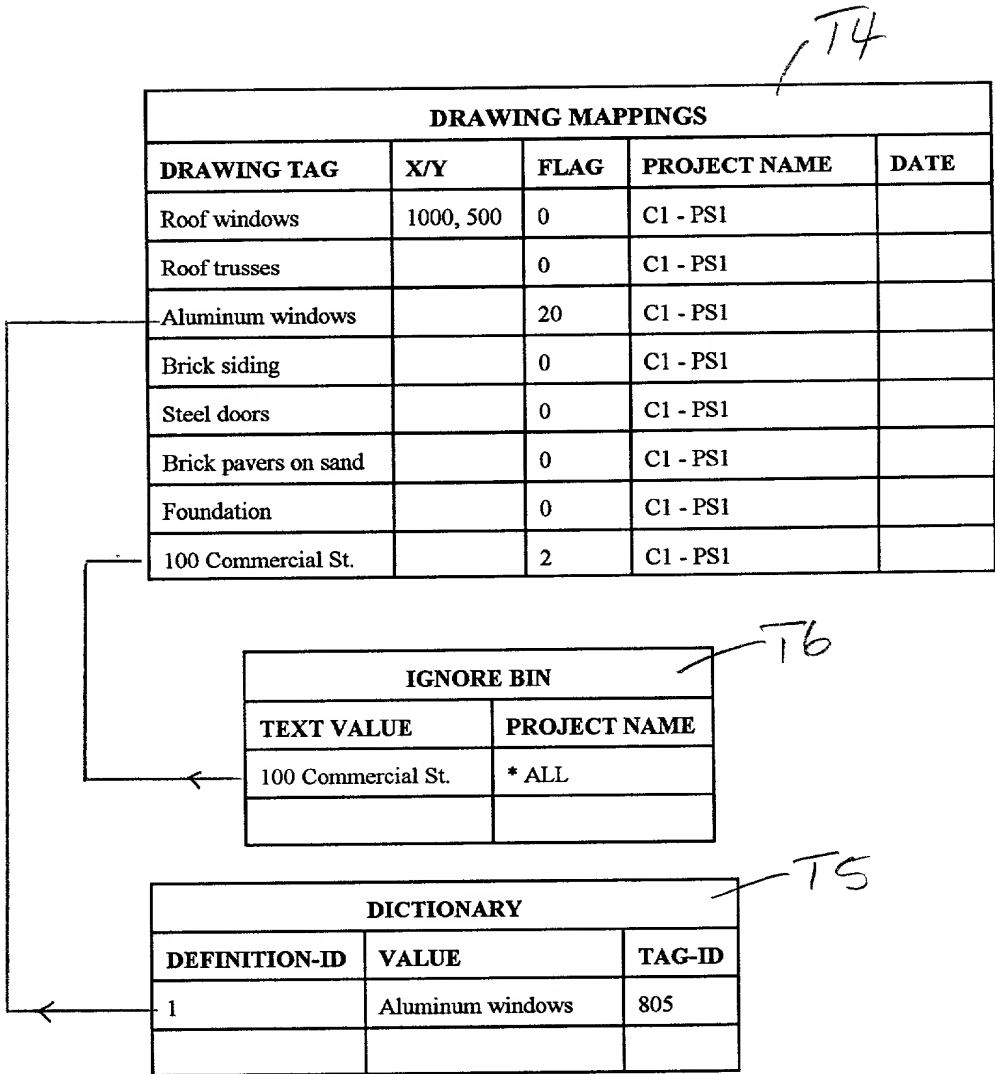 T4
DRAWING MAPPINGS
DRAWING TAG X/Y FLAG PROJECT NAME DATE
Roof windows 1000, 500 0 C1 - PS1
Roof trusses 0 C1 - PS1
Aluminum windows 20 C1 - PS1
Brick siding 0 C1 - PS1
Steel doors 0 C1 - PS1
Brick pavers on sand 0 C1 - PS1
Foundation 0 C1 - PS1
100 Commercial St. 2 C1 - PS1
T6
IGNORE BIN
TEXT VALUE PROJECT NAME
100 Commercial St. * ALL
T5
DICTIONARY
DEFINITION-ID VALUE TAG-ID
1 Aluminum windows 805